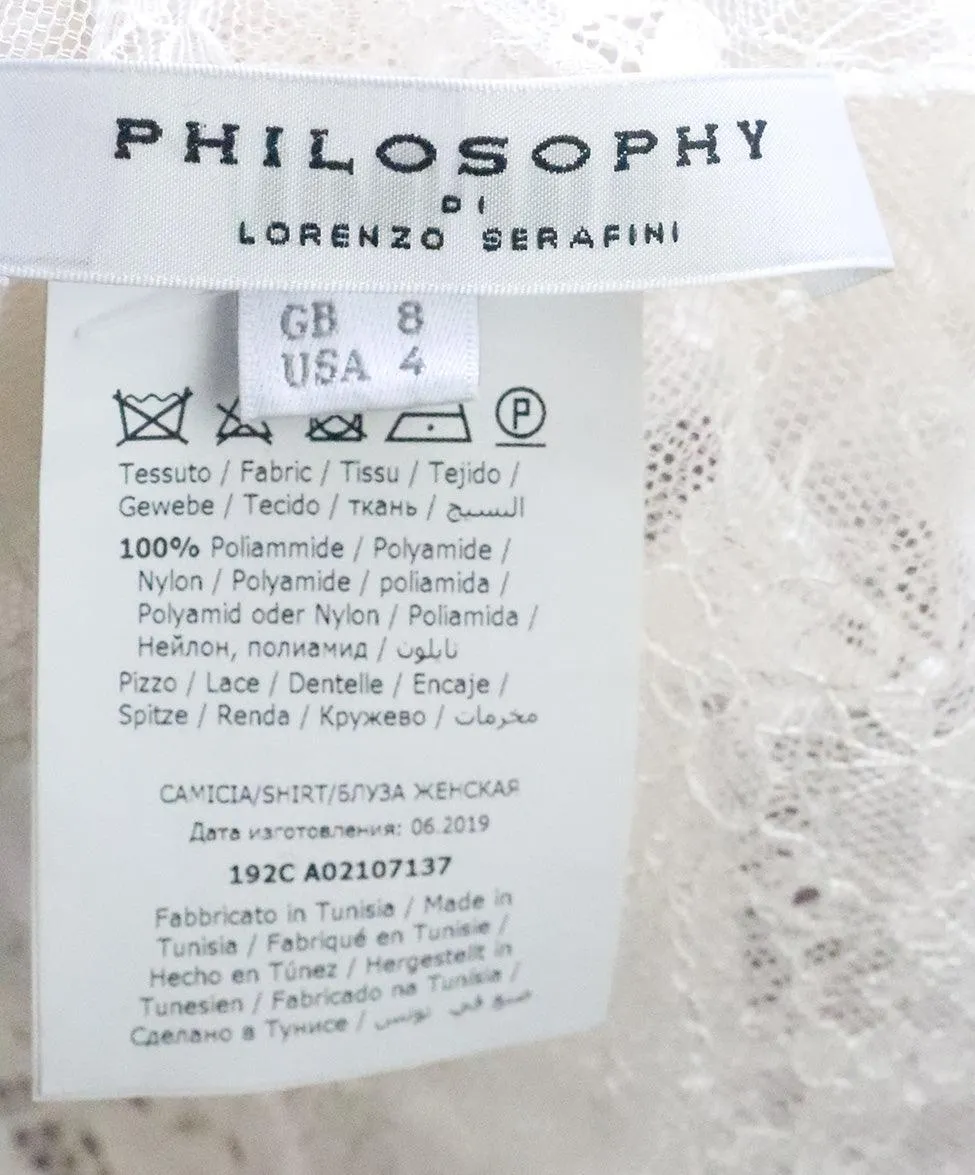 PHILOSOPHY
DI
LORENZO SERAFINI
GB 8
USA 4
P
Tessuto / Fabric / Tissu / Tejido /
Gewebe / Tecido / ткань / النسيج
100% Poliammide / Polyamide /
Nylon / Polyamide / poliamida /
Polyamid oder Nylon / Poliamida /
Нейлон, полиамид / نايلون
Pizzo / Lace / Dentelle / Encaje /
Spitze / Renda / Кружево / مخرمات
CAMICIA/SHIRT/БЛУЗА ЖЕНСКАЯ
Дата изготовления: 06.2019
192C A02107137
Fabbricato in Tunisia / Made in
Tunisia / Fabriqué en Tunisie /
Hecho en Túnez / Hergestellt in
Tunesien / Fabricado na Tunísia /
Сделано в Тунисе / صنع في تونس